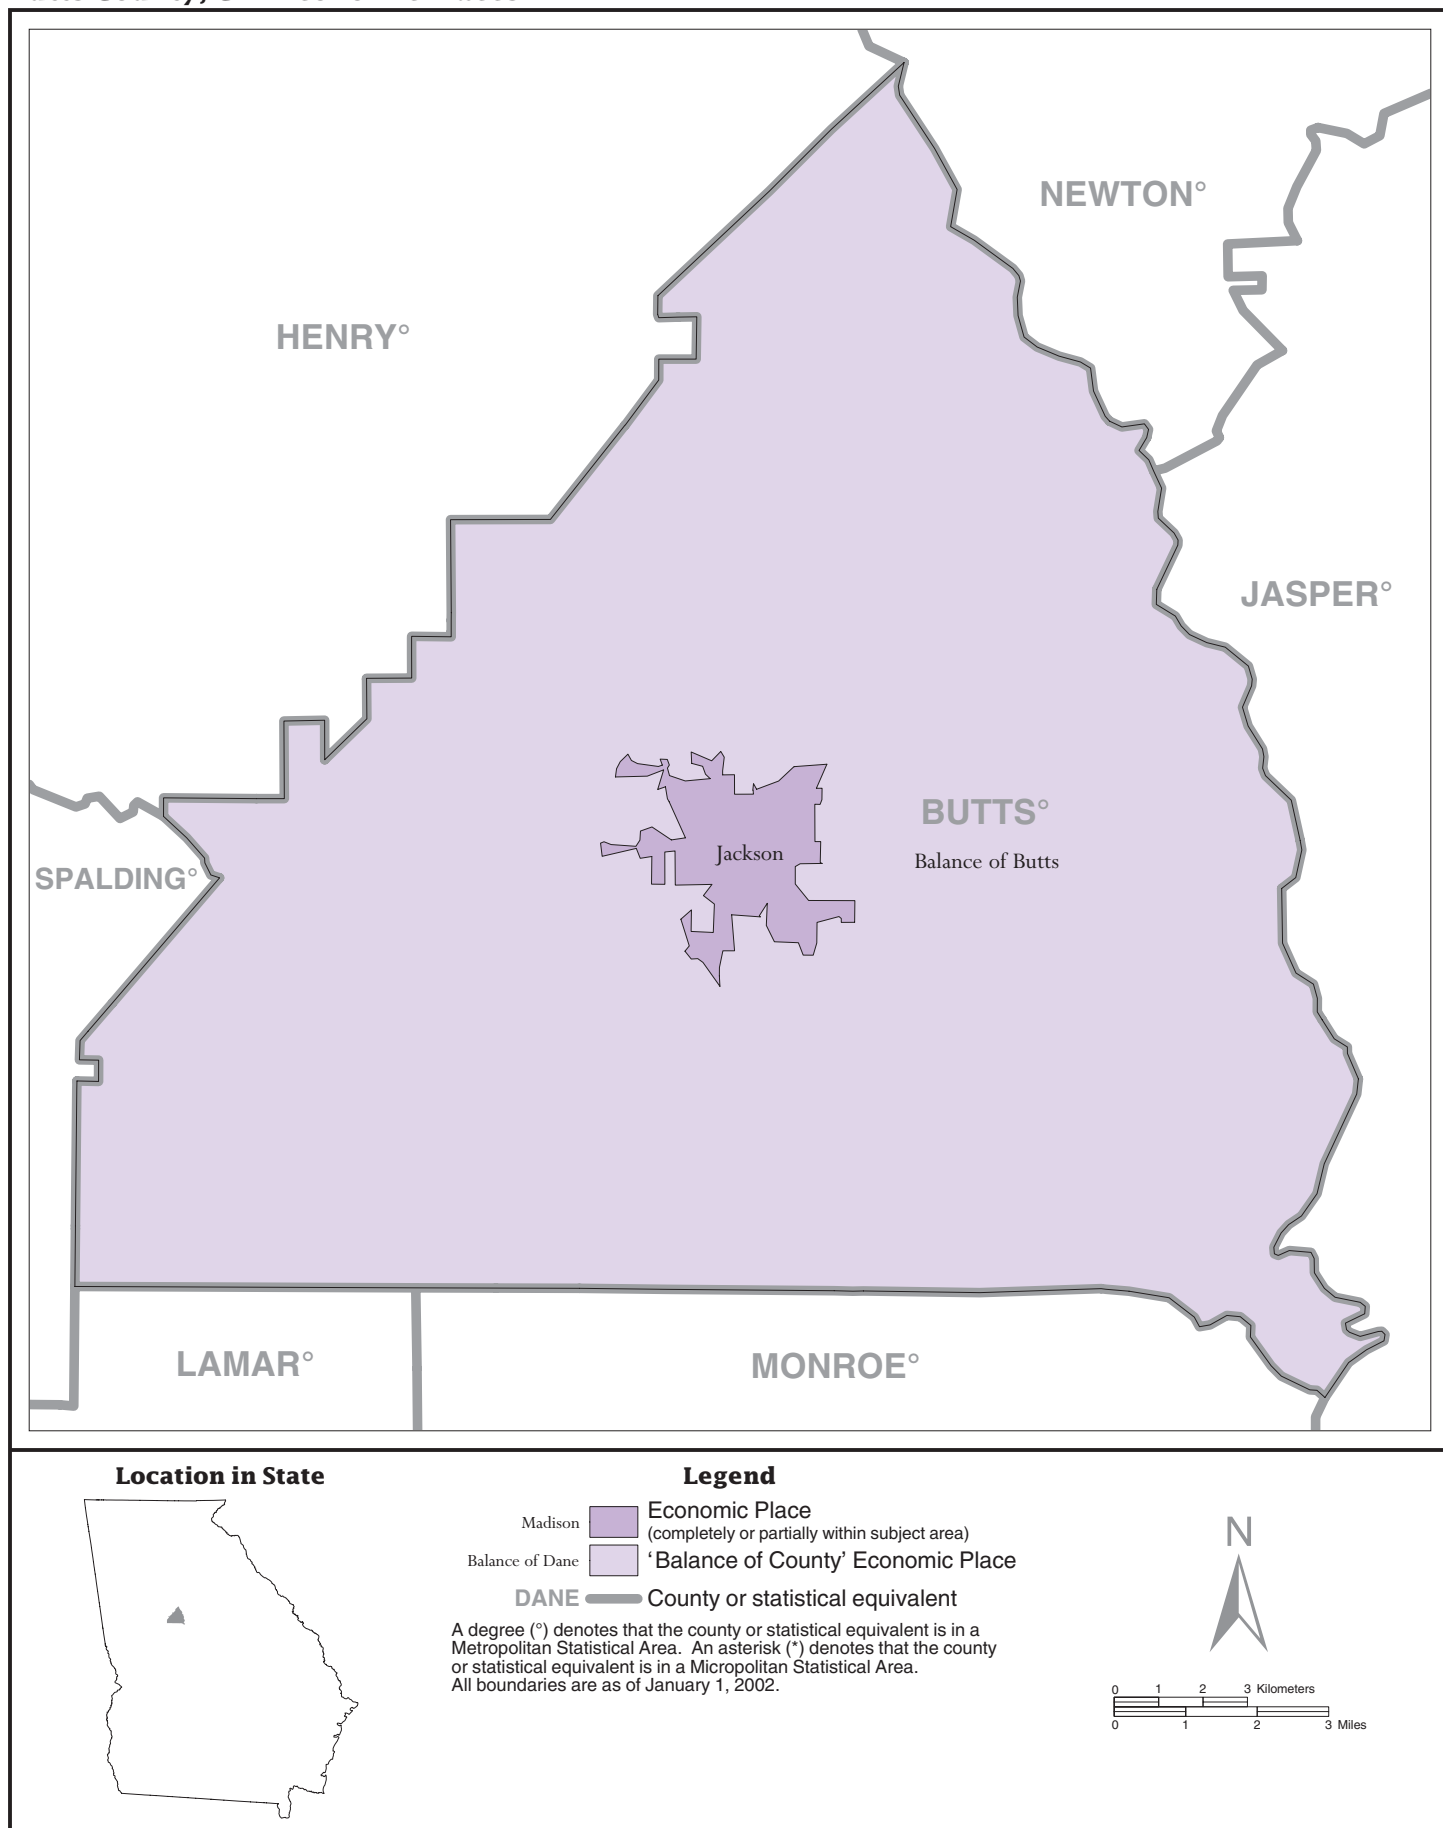 NEWTON°
HENRY°
JASPER°
BUTTS°
Jackson
Balance of Butts
SPALDING°
LAMAR°
MONROE°
Location in State
Legend
Madison
Economic Place
(completely or partially within subject area)
Balance of Dane
‘Balance of County’ Economic Place
DANE
County or statistical equivalent
A degree (°) denotes that the county or statistical equivalent is in a
Metropolitan Statistical Area. An asterisk (*) denotes that the county
or statistical equivalent is in a Micropolitan Statistical Area.
All boundaries are as of January 1, 2002.
N
0 1 2 3 Kilometers
0 1 2 3 Miles